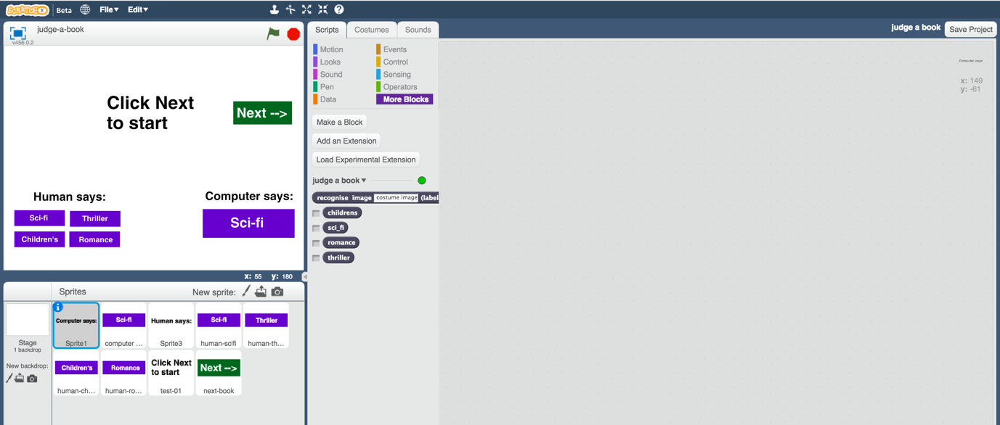 SCRATCHX Beta File▾ Edit▾
judge-a-book
v456.0.2
Click Next
to start
Next -->
Human says:
Sci-fi Thriller
Children's Romance
Computer says:
Sci-fi
x: 55 y: 180
Sprites New sprite:
Stage
1 backdrop
New backdrop:
Computer says:
Sprite1
Sci-fi
computer ...
Human says:
Sprite3
Sci-fi
human-scifi
Thriller
human-th...
Children's
human-ch...
Romance
human-ro...
Click Next
to start
test-01
Next -->
next-book
Scripts Costumes Sounds
Motion Events
Looks Control
Sound Sensing
Pen Operators
Data More Blocks
Make a Block
Add an Extension
Load Experimental Extension
judge a book▾
recognise image costume image (label
childrens
sci_fi
romance
thriller
judge a book Save Project
Computer says:
x: 149
y: -61